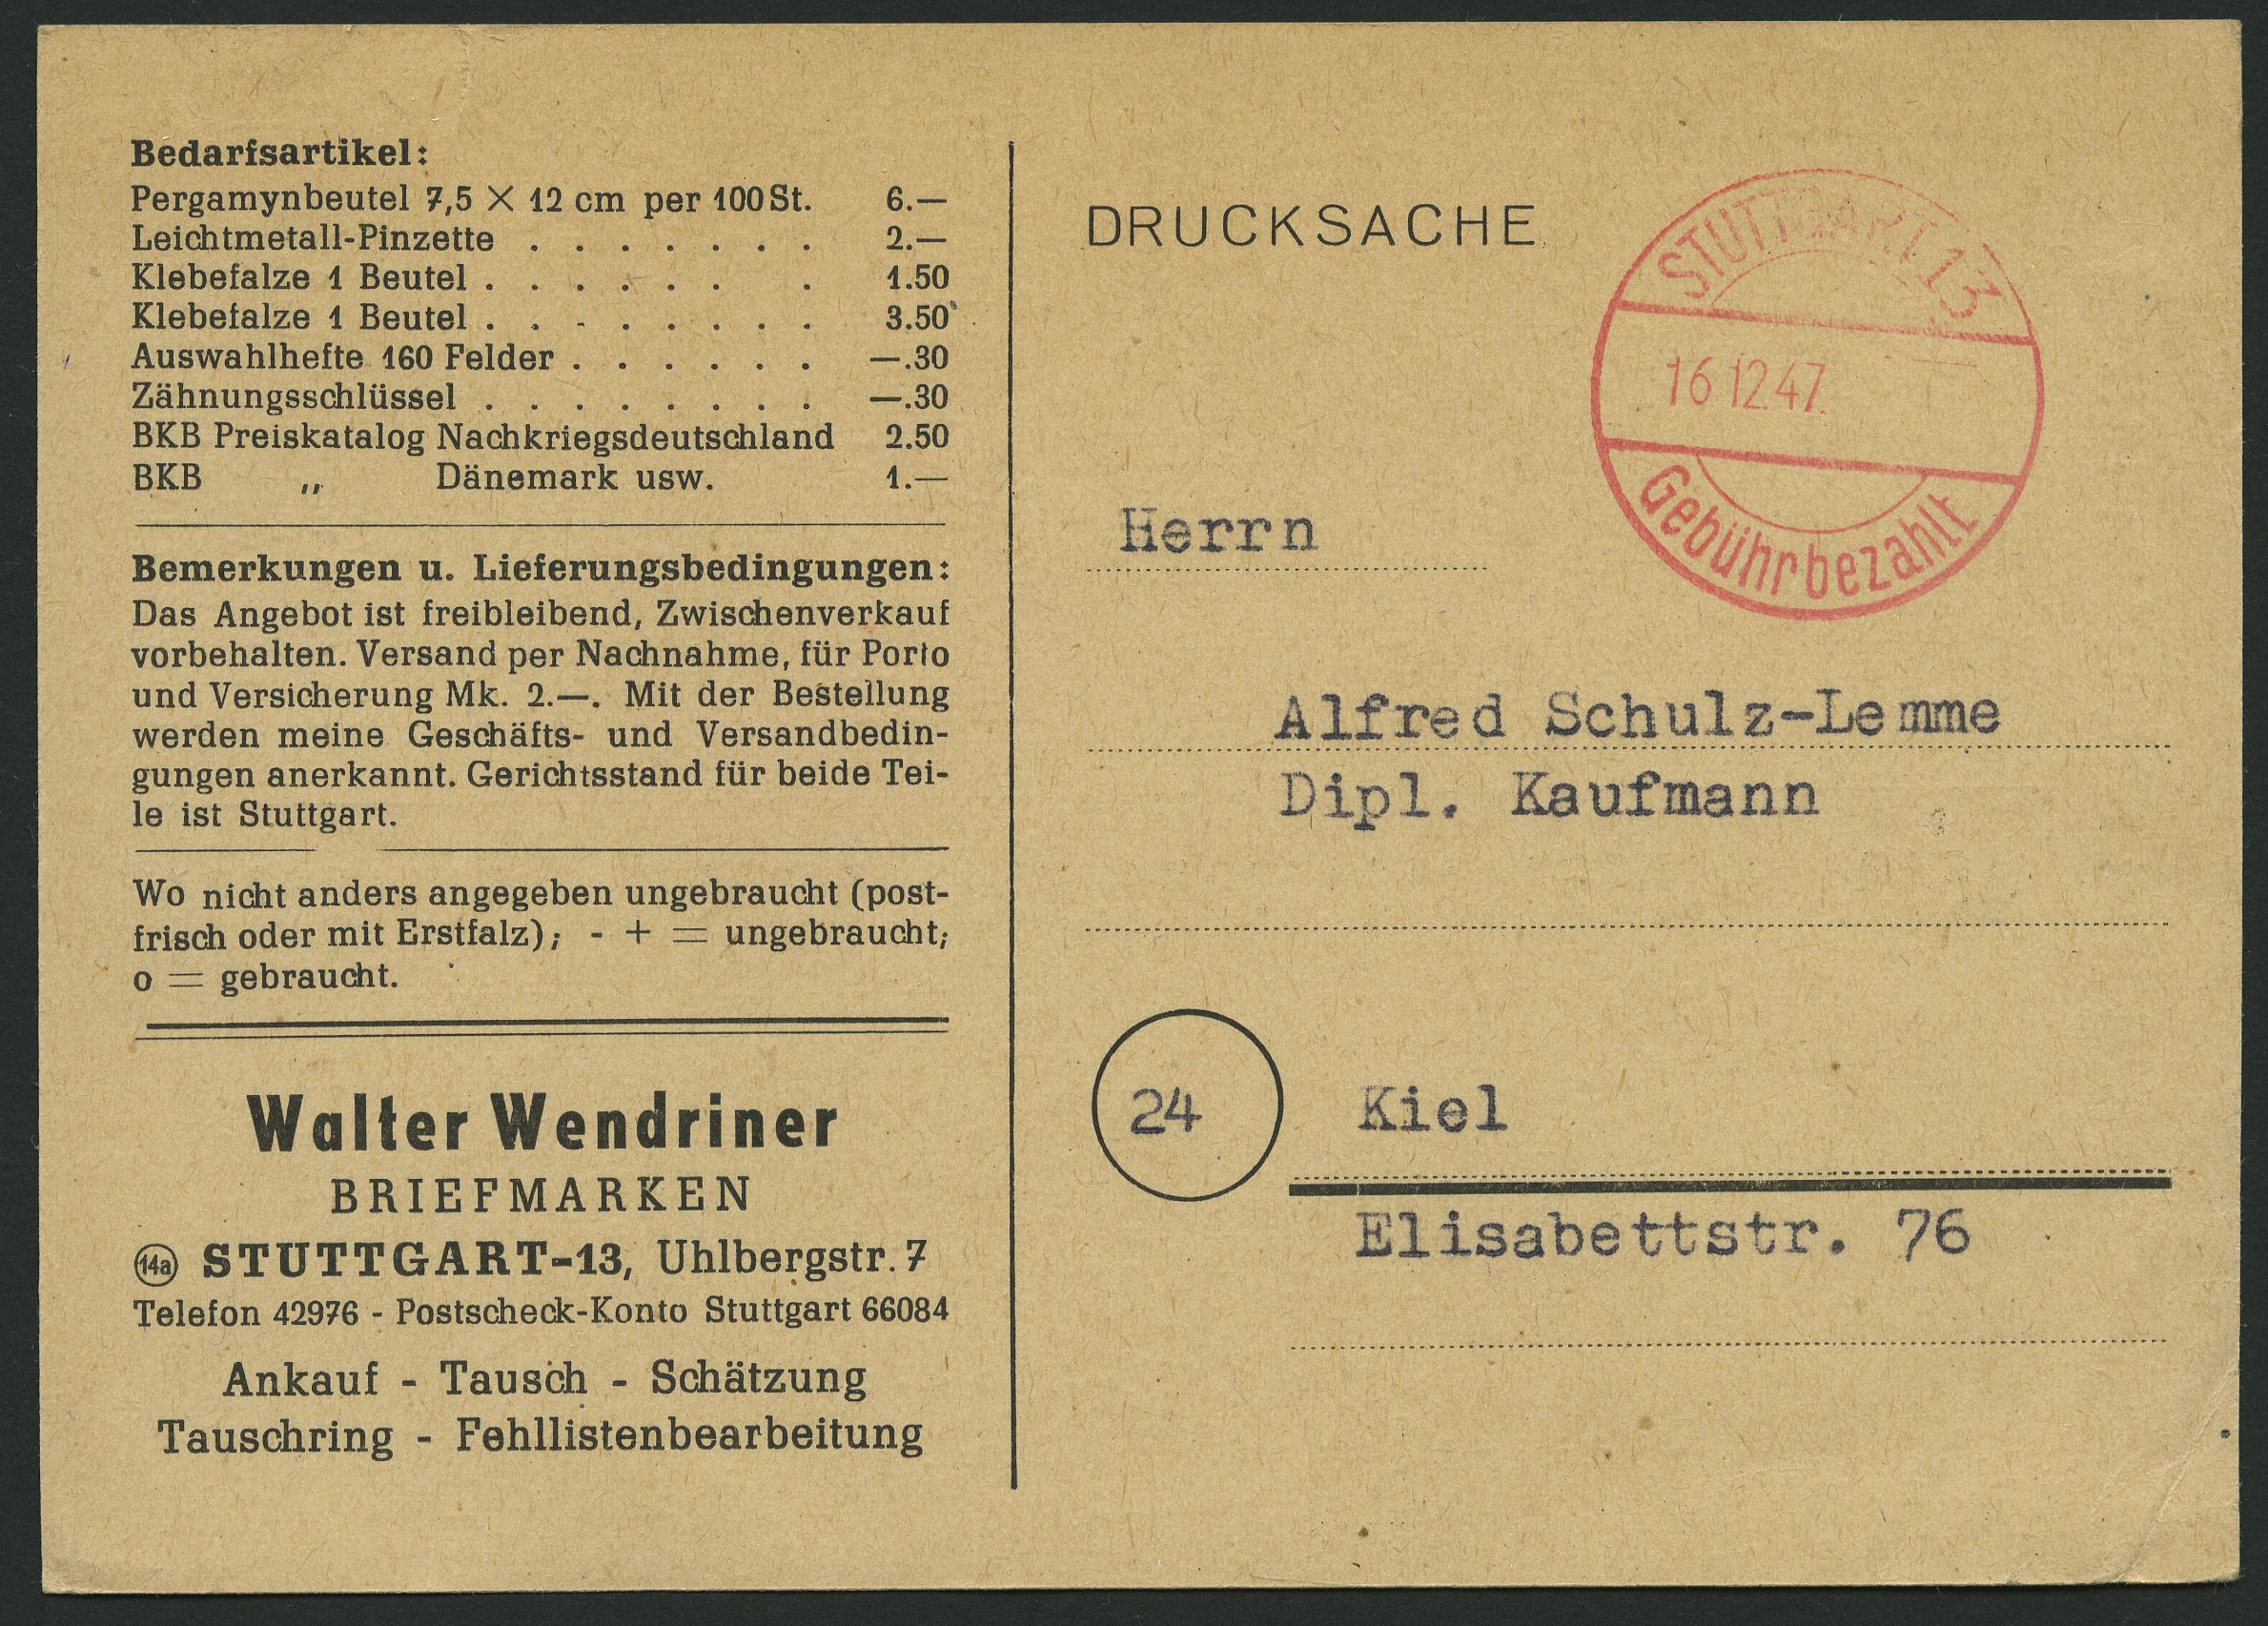 Bedarfsartikel:
Pergamynbeutel 7,5 × 12 cm per 100 St. 6.—
Leichtmetall-Pinzette . . . . . . . 2.—
Klebefalze 1 Beutel . . . . . . . 1.50
Klebefalze 1 Beutel . . . . . . . . 3.50
Auswahlhefte 160 Felder . . . . . . —.30
Zähnungsschlüssel . . . . . . . . —.30
BKB Preiskatalog Nachkriegsdeutschland 2.50
BKB „ Dänemark usw. 1.—
Bemerkungen u. Lieferungsbedingungen:
Das Angebot ist freibleibend, Zwischenverkauf
vorbehalten. Versand per Nachnahme, für Porto
und Versicherung Mk. 2.—. Mit der Bestellung
werden meine Geschäfts- und Versandbedin-
gungen anerkannt. Gerichtsstand für beide Tei-
le ist Stuttgart.
Wo nicht anders angegeben ungebraucht (post-
frisch oder mit Erstfalz); - + = ungebraucht;
o = gebraucht.
Walter Wendriner
BRIEFMARKEN
14a STUTTGART-13, Uhlbergstr. 7
Telefon 42976 - Postscheck-Konto Stuttgart 66084
Ankauf - Tausch - Schätzung
Tauschring - Fehllistenbearbeitung
DRUCKSACHE
STUTTGART 13
16 12.47.
Gebühr bezahlt
Herrn
Alfred Schulz-Lemme
Dipl. Kaufmann
24 Kiel
Elisabettstr. 76